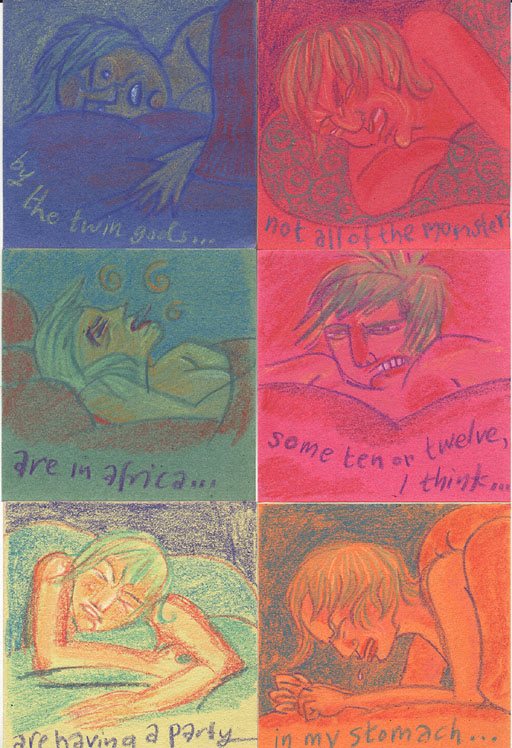 by the twin gods...
not all of the monsters
are in africa...
some ten or twelve,
I think...
are having a party
in my stomach...